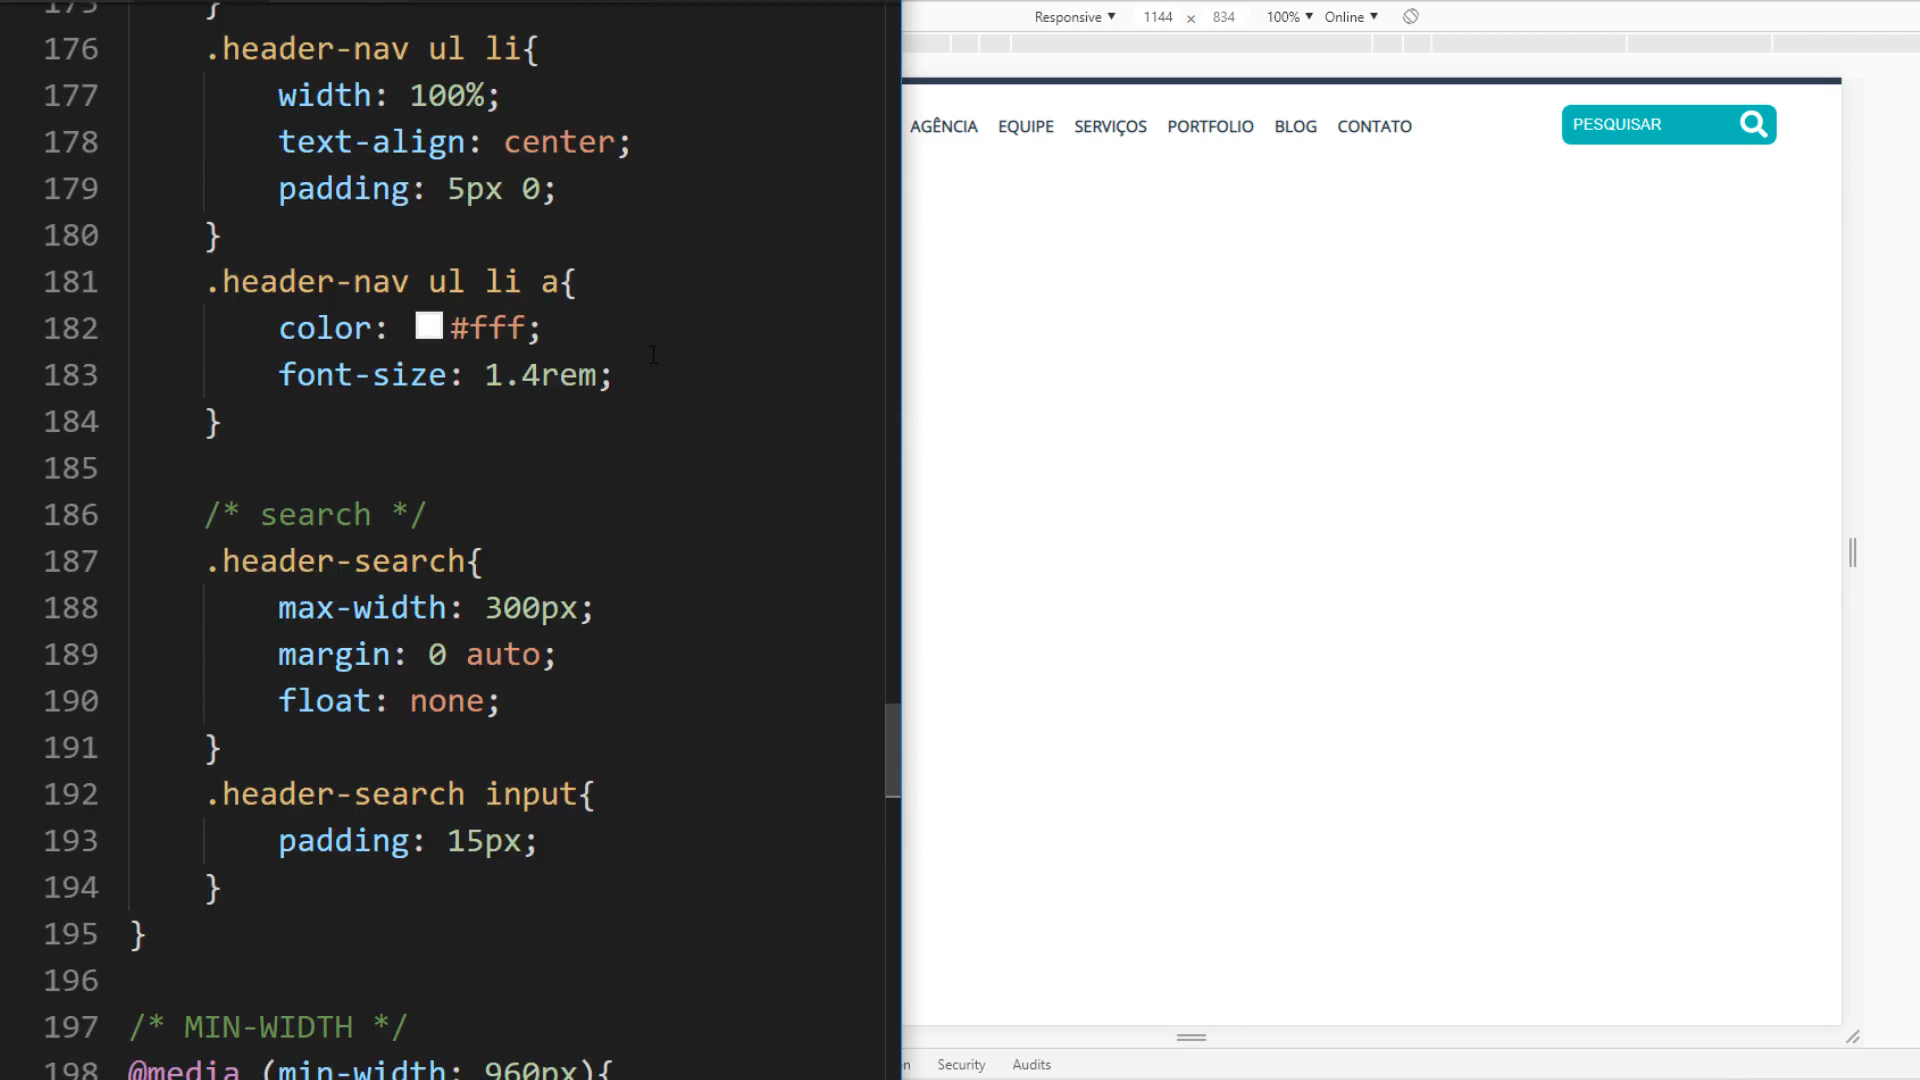 175 }
176 .header-nav ul li{
177 width: 100%;
178 text-align: center;
179 padding: 5px 0;
180 }
181 .header-nav ul li a{
182 color: #fff;
183 font-size: 1.4rem;
184 }
185
186 /* search */
187 .header-search{
188 max-width: 300px;
189 margin: 0 auto;
190 float: none;
191 }
192 .header-search input{
193 padding: 15px;
194 }
195 }
196
197 /* MIN-WIDTH */
198 @media (min-width: 960px){
Responsive 1144 x 834 100% Online
AGÊNCIA EQUIPE SERVIÇOS PORTFOLIO BLOG CONTATO PESQUISAR
Security Audits